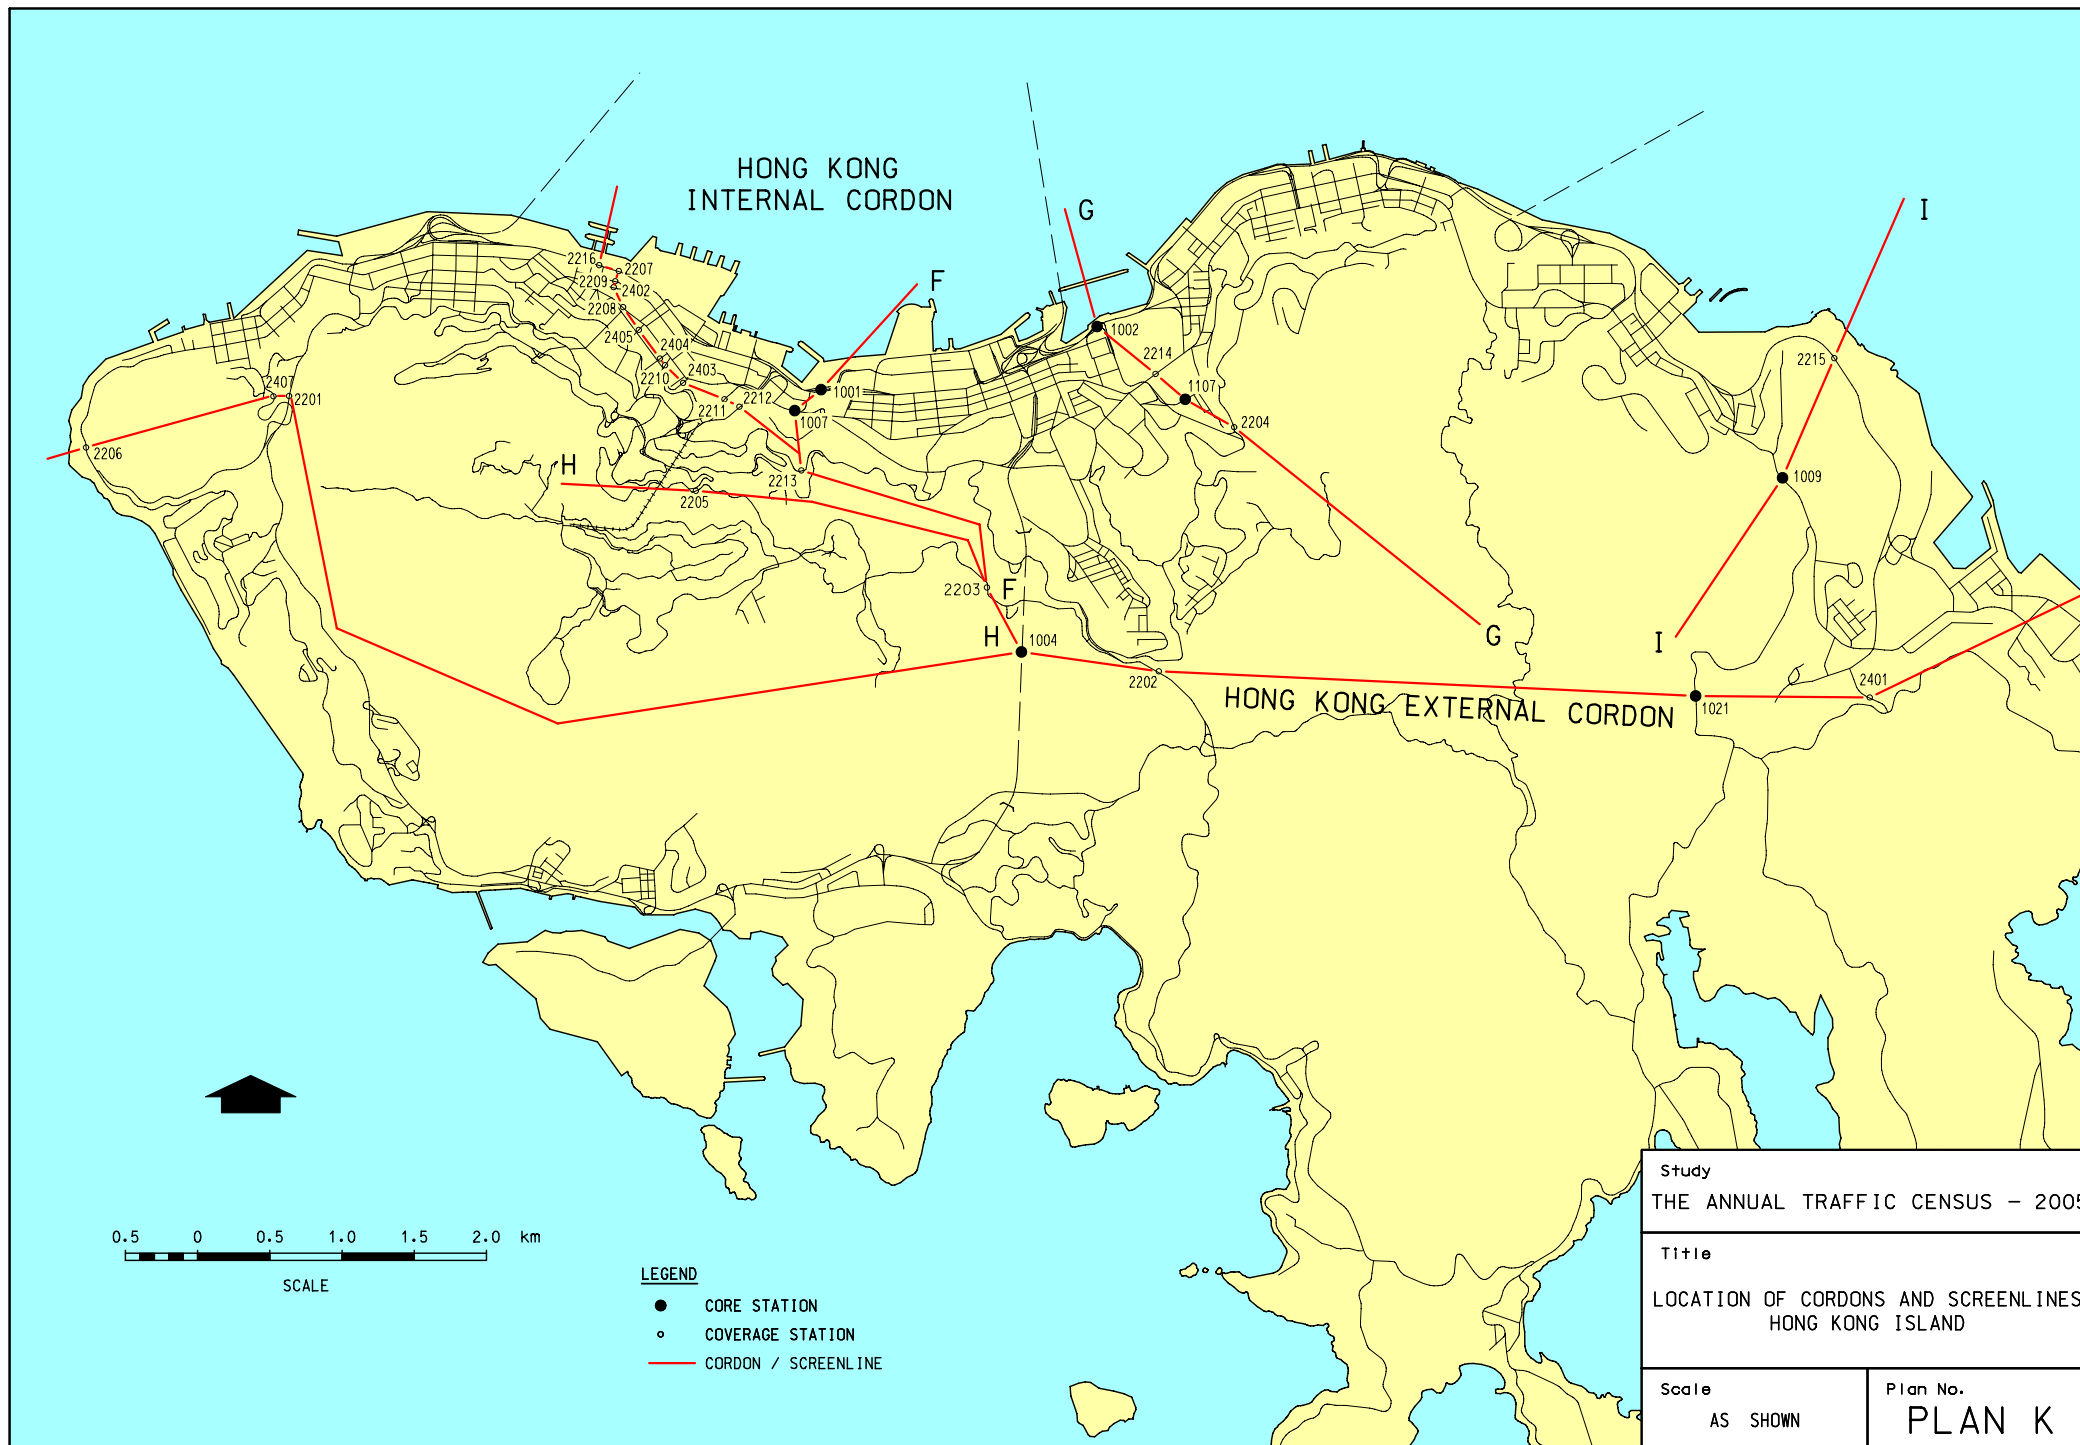 HONG KONG
INTERNAL CORDON
G
I
F
2216
2207
2209
2402
2208
2405
2404
2210
2403
2211
2212
1001
1007
1002
2214
1107
2204
2215
2407
2201
2206
H
2205
2213
1009
2203
F
H
1004
G
I
2202
HONG KONG EXTERNAL CORDON
1021
2401
Study
THE ANNUAL TRAFFIC CENSUS - 2005
Title
LOCATION OF CORDONS AND SCREENLINES
HONG KONG ISLAND
Scale
AS SHOWN
Plan No.
PLAN K
0.5 0 0.5 1.0 1.5 2.0 km
SCALE
LEGEND
CORE STATION
COVERAGE STATION
CORDON / SCREENLINE